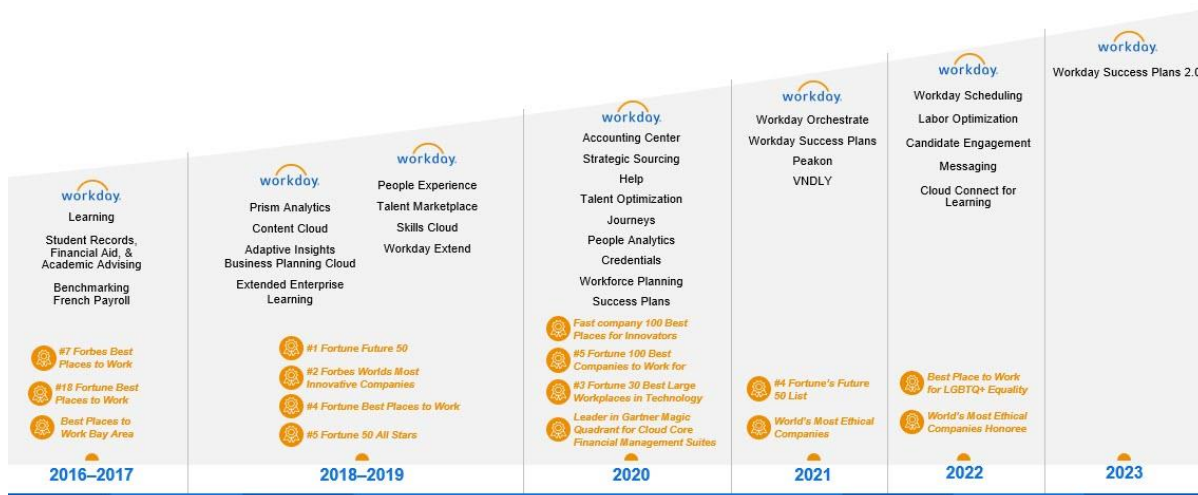 workday.
Learning
Student Records,
Financial Aid, &
Academic Advising
Benchmarking
French Payroll
#7 Forbes Best
Places to Work
#18 Fortune Best
Places to Work
Best Places to
Work Bay Area
2016–2017
workday.
Prism Analytics
Content Cloud
Adaptive Insights
Business Planning Cloud
Extended Enterprise
Learning
workday.
People Experience
Talent Marketplace
Skills Cloud
Workday Extend
#1 Fortune Future 50
#2 Forbes Worlds Most
Innovative Companies
#4 Fortune Best Places to Work
#5 Fortune 50 All Stars
2018–2019
workday.
Accounting Center
Strategic Sourcing
Help
Talent Optimization
Journeys
People Analytics
Credentials
Workforce Planning
Success Plans
Fast company 100 Best
Places for Innovators
#5 Fortune 100 Best
Companies to Work for
#3 Fortune 30 Best Large
Workplaces in Technology
Leader in Gartner Magic
Quadrant for Cloud Core
Financial Management Suites
2020
workday.
Workday Orchestrate
Workday Success Plans
Peakon
VNDLY
#4 Fortune's Future
50 List
World's Most Ethical
Companies
2021
workday.
Workday Scheduling
Labor Optimization
Candidate Engagement
Messaging
Cloud Connect for
Learning
Best Place to Work
for LGBTQ+ Equality
World's Most Ethical
Companies Honoree
2022
workday.
Workday Success Plans 2.0
2023